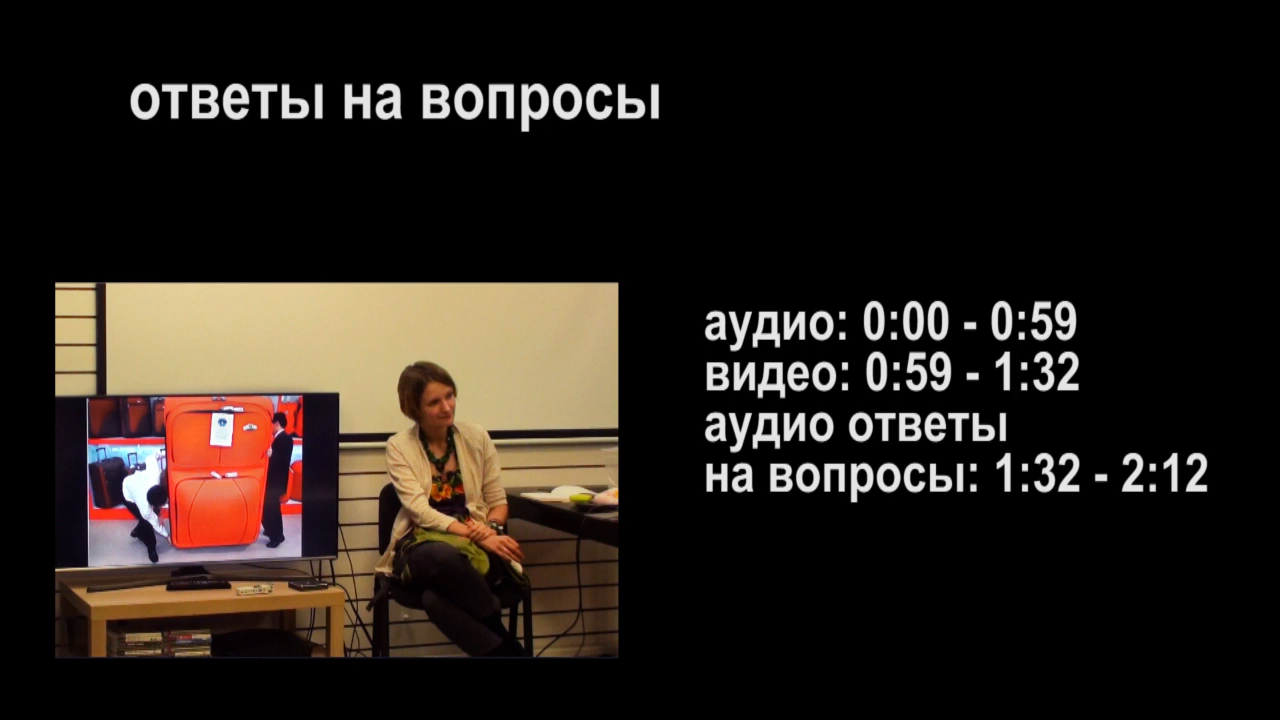 ответы на вопросы
аудио: 0:00 - 0:59
видео: 0:59 - 1:32
аудио ответы
на вопросы: 1:32 - 2:12